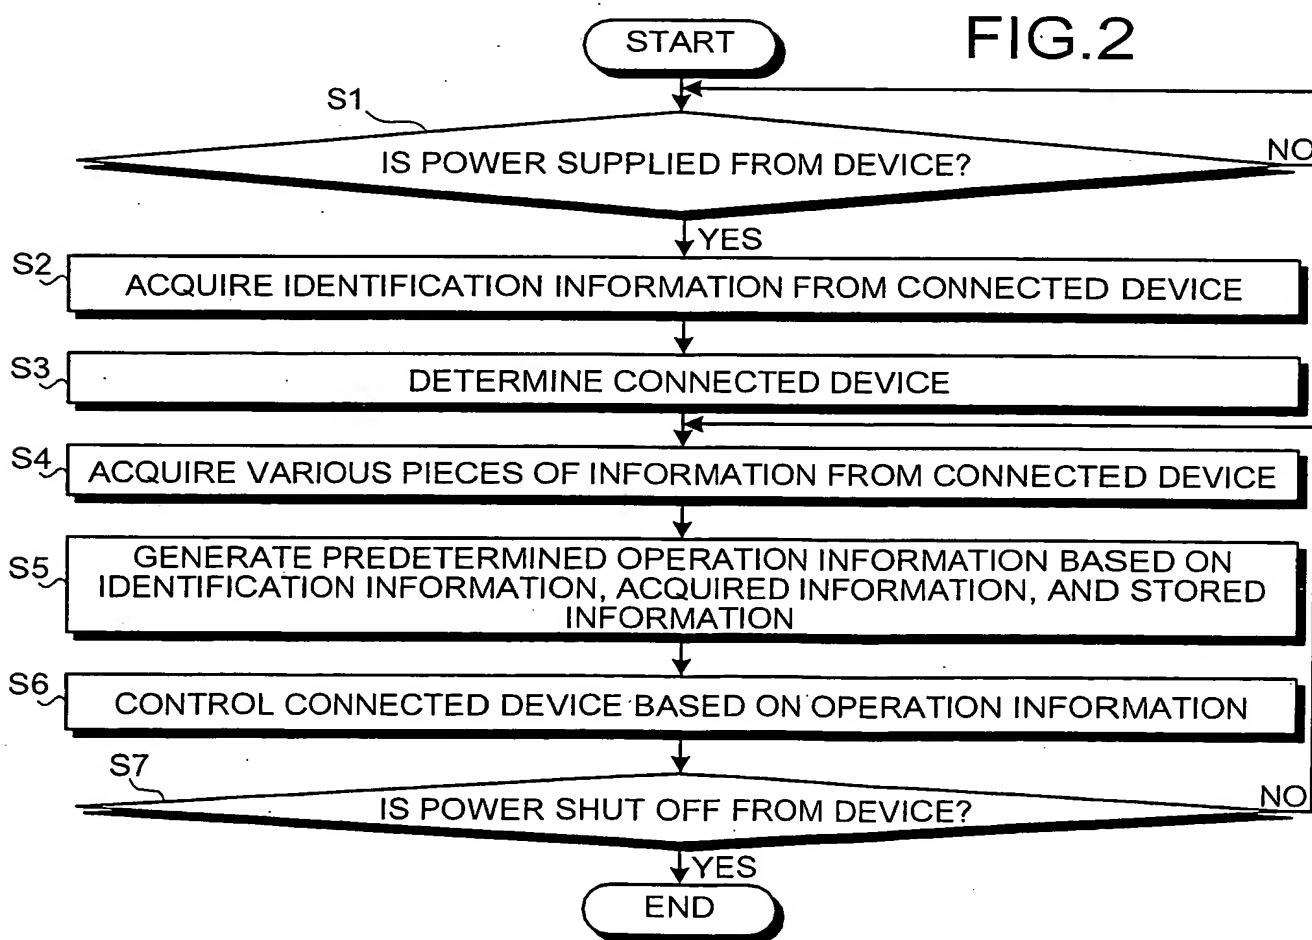 FIG.2
START
S1
IS POWER SUPPLIED FROM DEVICE?
NO
YES
S2
ACQUIRE IDENTIFICATION INFORMATION FROM CONNECTED DEVICE
S3
DETERMINE CONNECTED DEVICE
S4
ACQUIRE VARIOUS PIECES OF INFORMATION FROM CONNECTED DEVICE
S5
GENERATE PREDETERMINED OPERATION INFORMATION BASED ON
IDENTIFICATION INFORMATION, ACQUIRED INFORMATION, AND STORED
INFORMATION
S6
CONTROL CONNECTED DEVICE BASED ON OPERATION INFORMATION
S7
IS POWER SHUT OFF FROM DEVICE?
NO
YES
END